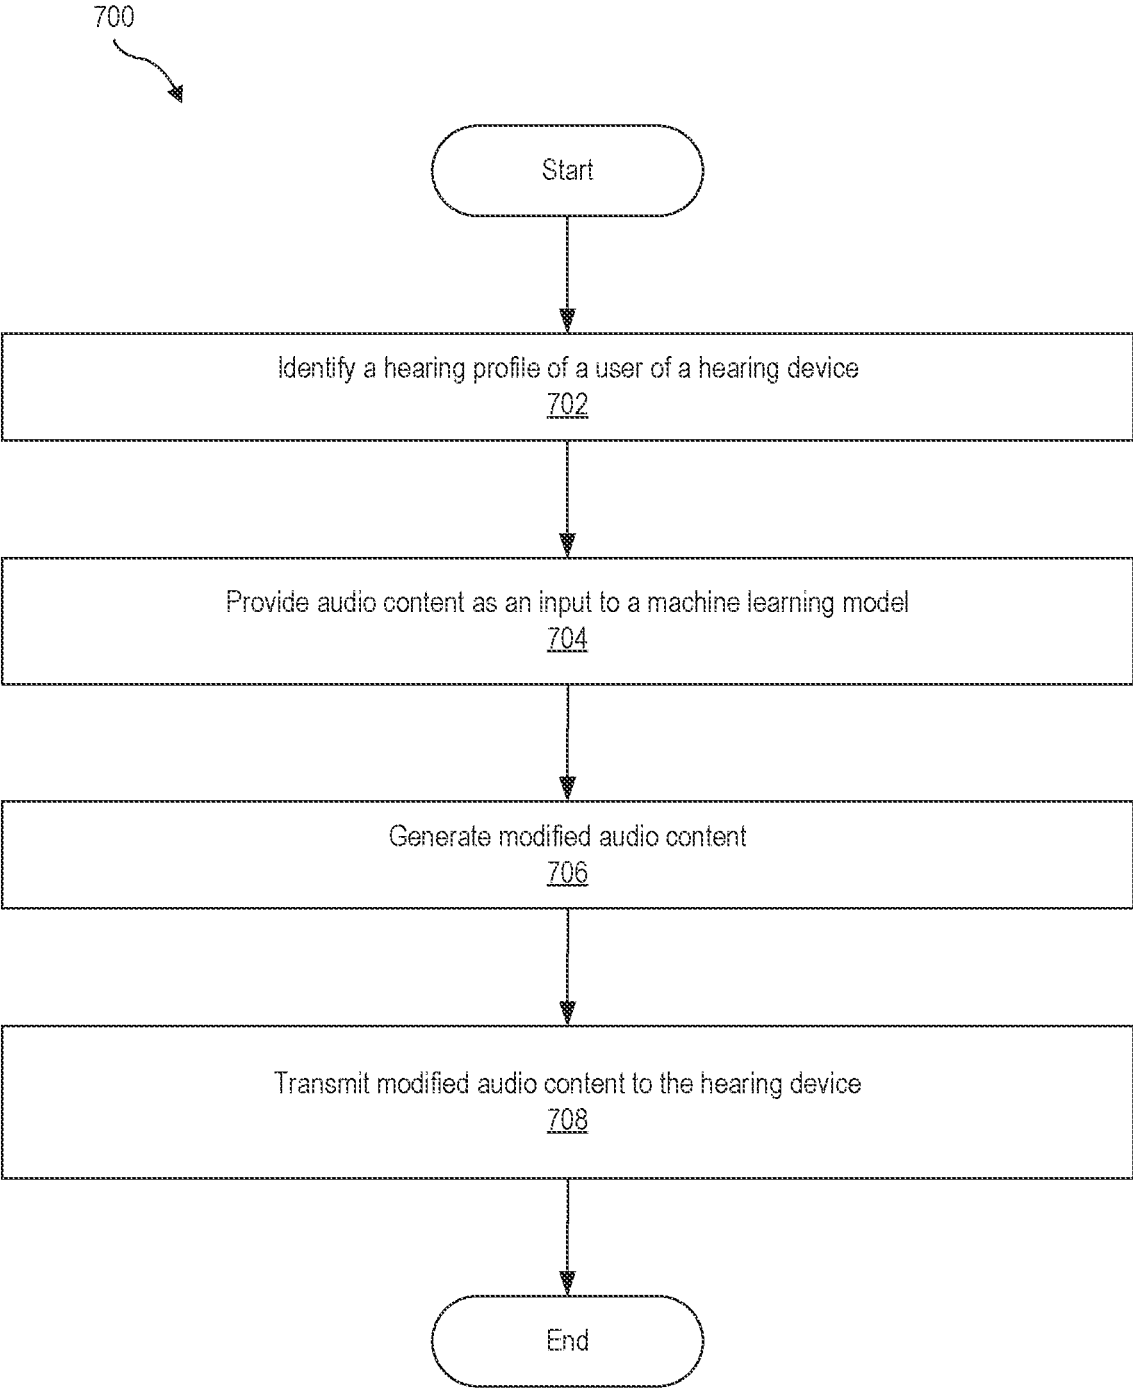 700
Start
Identify a hearing profile of a user of a hearing device
702
Provide audio content as an input to a machine learning model
704
Generate modified audio content
706
Transmit modified audio content to the hearing device
708
End